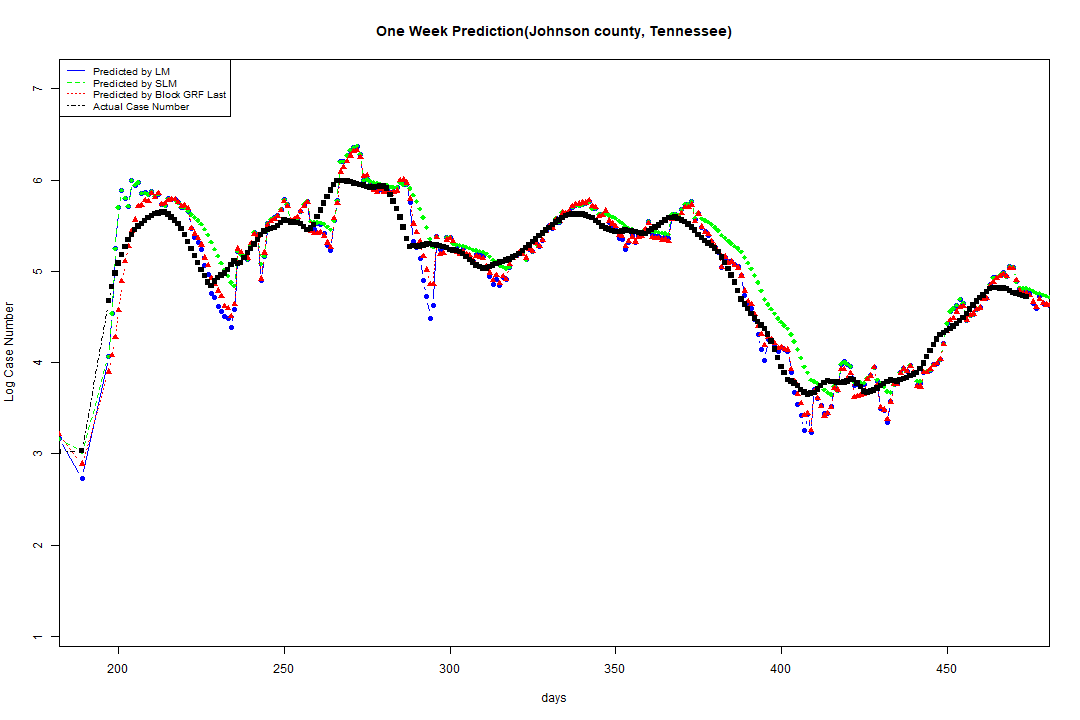 One Week Prediction(Johnson county, Tennessee)
Predicted by LM
Predicted by SLM
Predicted by Block GRF Last
Actual Case Number
7
6
5
4
3
2
1
Log Case Number
200 250 300 350 400 450
days